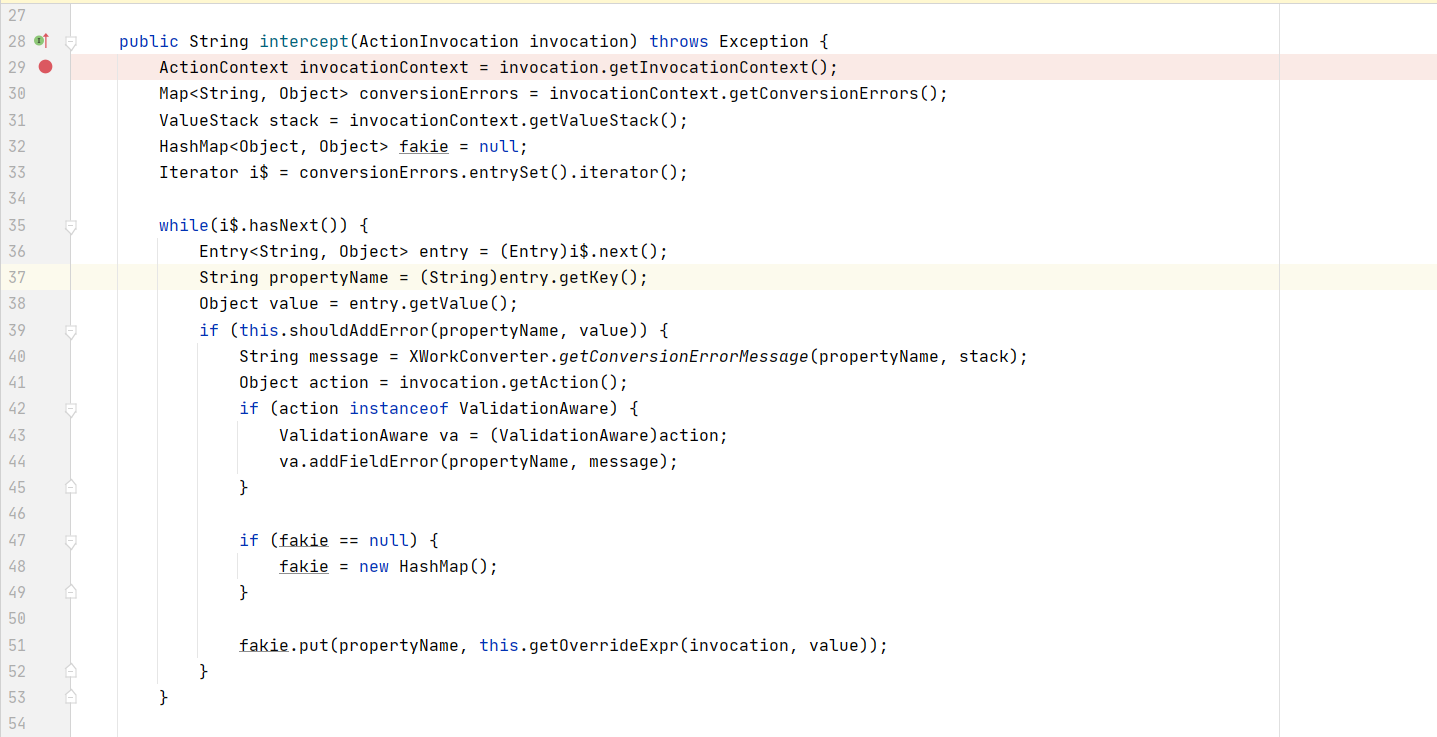 27
28 public String intercept(ActionInvocation invocation) throws Exception {
29 ActionContext invocationContext = invocation.getInvocationContext();
30 Map<String, Object> conversionErrors = invocationContext.getConversionErrors();
31 ValueStack stack = invocationContext.getValueStack();
32 HashMap<Object, Object> fakie = null;
33 Iterator i$ = conversionErrors.entrySet().iterator();
34
35 while(i$.hasNext()) {
36 Entry<String, Object> entry = (Entry)i$.next();
37 String propertyName = (String)entry.getKey();
38 Object value = entry.getValue();
39 if (this.shouldAddError(propertyName, value)) {
40 String message = XWorkConverter.getConversionErrorMessage(propertyName, stack);
41 Object action = invocation.getAction();
42 if (action instanceof ValidationAware) {
43 ValidationAware va = (ValidationAware)action;
44 va.addFieldError(propertyName, message);
45 }
46
47 if (fakie == null) {
48 fakie = new HashMap();
49 }
50
51 fakie.put(propertyName, this.getOverrideExpr(invocation, value));
52 }
53 }
54